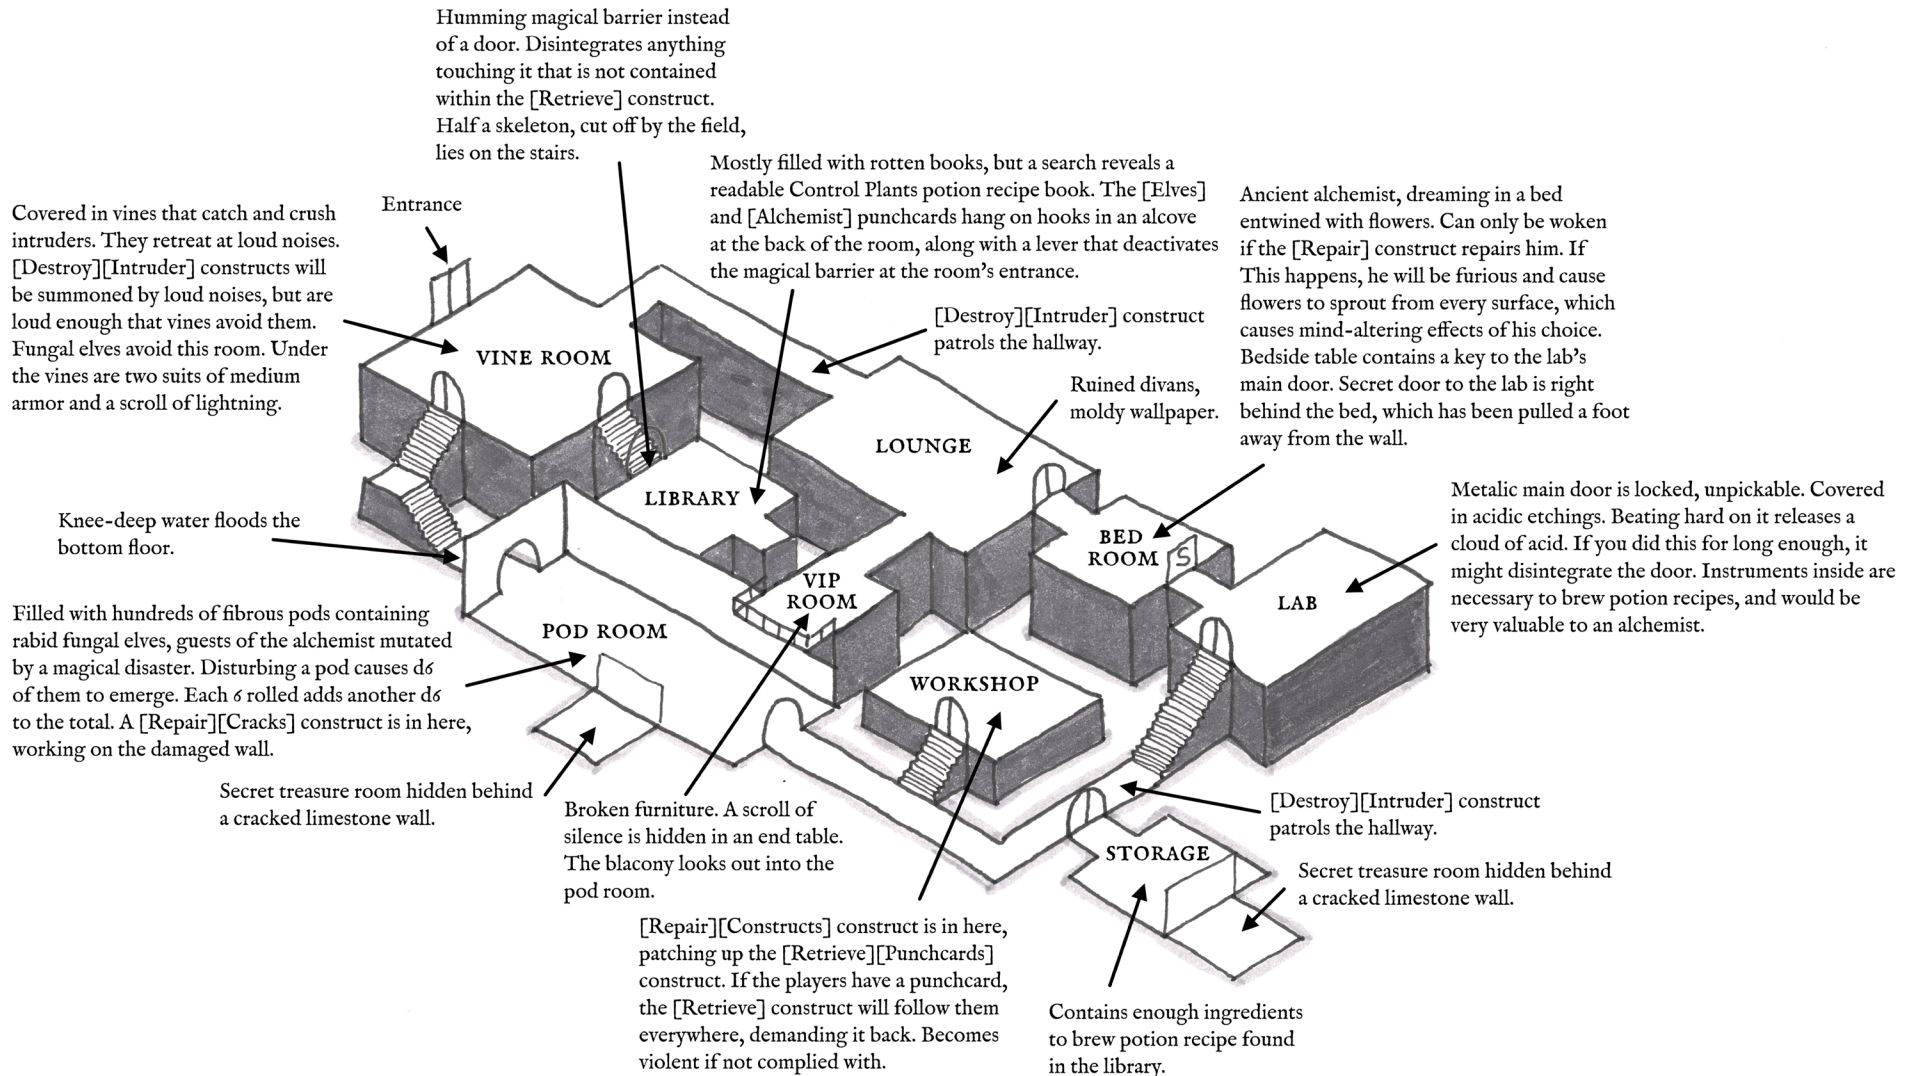 Humming magical barrier instead
of a door. Disintegrates anything
touching it that is not contained
within the [Retrieve] construct.
Half a skeleton, cut off by the field,
lies on the stairs.
Mostly filled with rotten books, but a search reveals a
readable Control Plants potion recipe book. The [Elves]
and [Alchemist] punchcards hang on hooks in an alcove
at the back of the room, along with a lever that deactivates
the magical barrier at the room's entrance.
Ancient alchemist, dreaming in a bed
entwined with flowers. Can only be woken
if the [Repair] construct repairs him. If
This happens, he will be furious and cause
flowers to sprout from every surface, which
causes mind-altering effects of his choice.
Bedside table contains a key to the lab's
main door. Secret door to the lab is right
behind the bed, which has been pulled a foot
away from the wall.
Entrance
Covered in vines that catch and crush
intruders. They retreat at loud noises.
[Destroy][Intruder] constructs will
be summoned by loud noises, but are
loud enough that vines avoid them.
Fungal elves avoid this room. Under
the vines are two suits of medium
armor and a scroll of lightning.
[Destroy][Intruder] construct
patrols the hallway.
VINE ROOM
Ruined divans,
moldy wallpaper.
LOUNGE
LIBRARY
Metalic main door is locked, unpickable. Covered
in acidic etchings. Beating hard on it releases a
cloud of acid. If you did this for long enough, it
might disintegrate the door. Instruments inside are
necessary to brew potion recipes, and would be
very valuable to an alchemist.
Knee-deep water floods the
bottom floor.
BED
ROOM
S
VIP
ROOM
LAB
Filled with hundreds of fibrous pods containing
rabid fungal elves, guests of the alchemist mutated
by a magical disaster. Disturbing a pod causes d6
of them to emerge. Each 6 rolled adds another d6
to the total. A [Repair][Cracks] construct is in here,
working on the damaged wall.
POD ROOM
WORKSHOP
Secret treasure room hidden behind
a cracked limestone wall.
Broken furniture. A scroll of
silence is hidden in an end table.
The blacony looks out into the
pod room.
[Destroy][Intruder] construct
patrols the hallway.
STORAGE
Secret treasure room hidden behind
a cracked limestone wall.
[Repair][Constructs] construct is in here,
patching up the [Retrieve][Punchcards]
construct. If the players have a punchcard,
the [Retrieve] construct will follow them
everywhere, demanding it back. Becomes
violent if not complied with.
Contains enough ingredients
to brew potion recipe found
in the library.